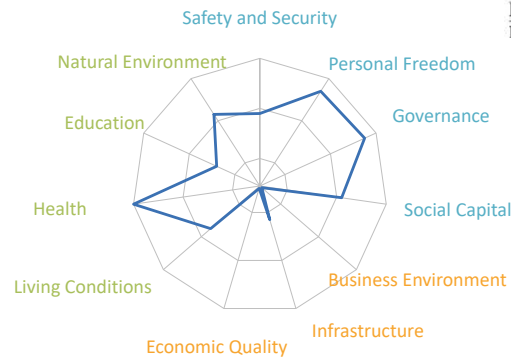 Safety and Security
Natural Environment
Personal Freedom
Education
Governance
Health
Social Capital
Living Conditions
Business Environment
Infrastructure
Economic Quality